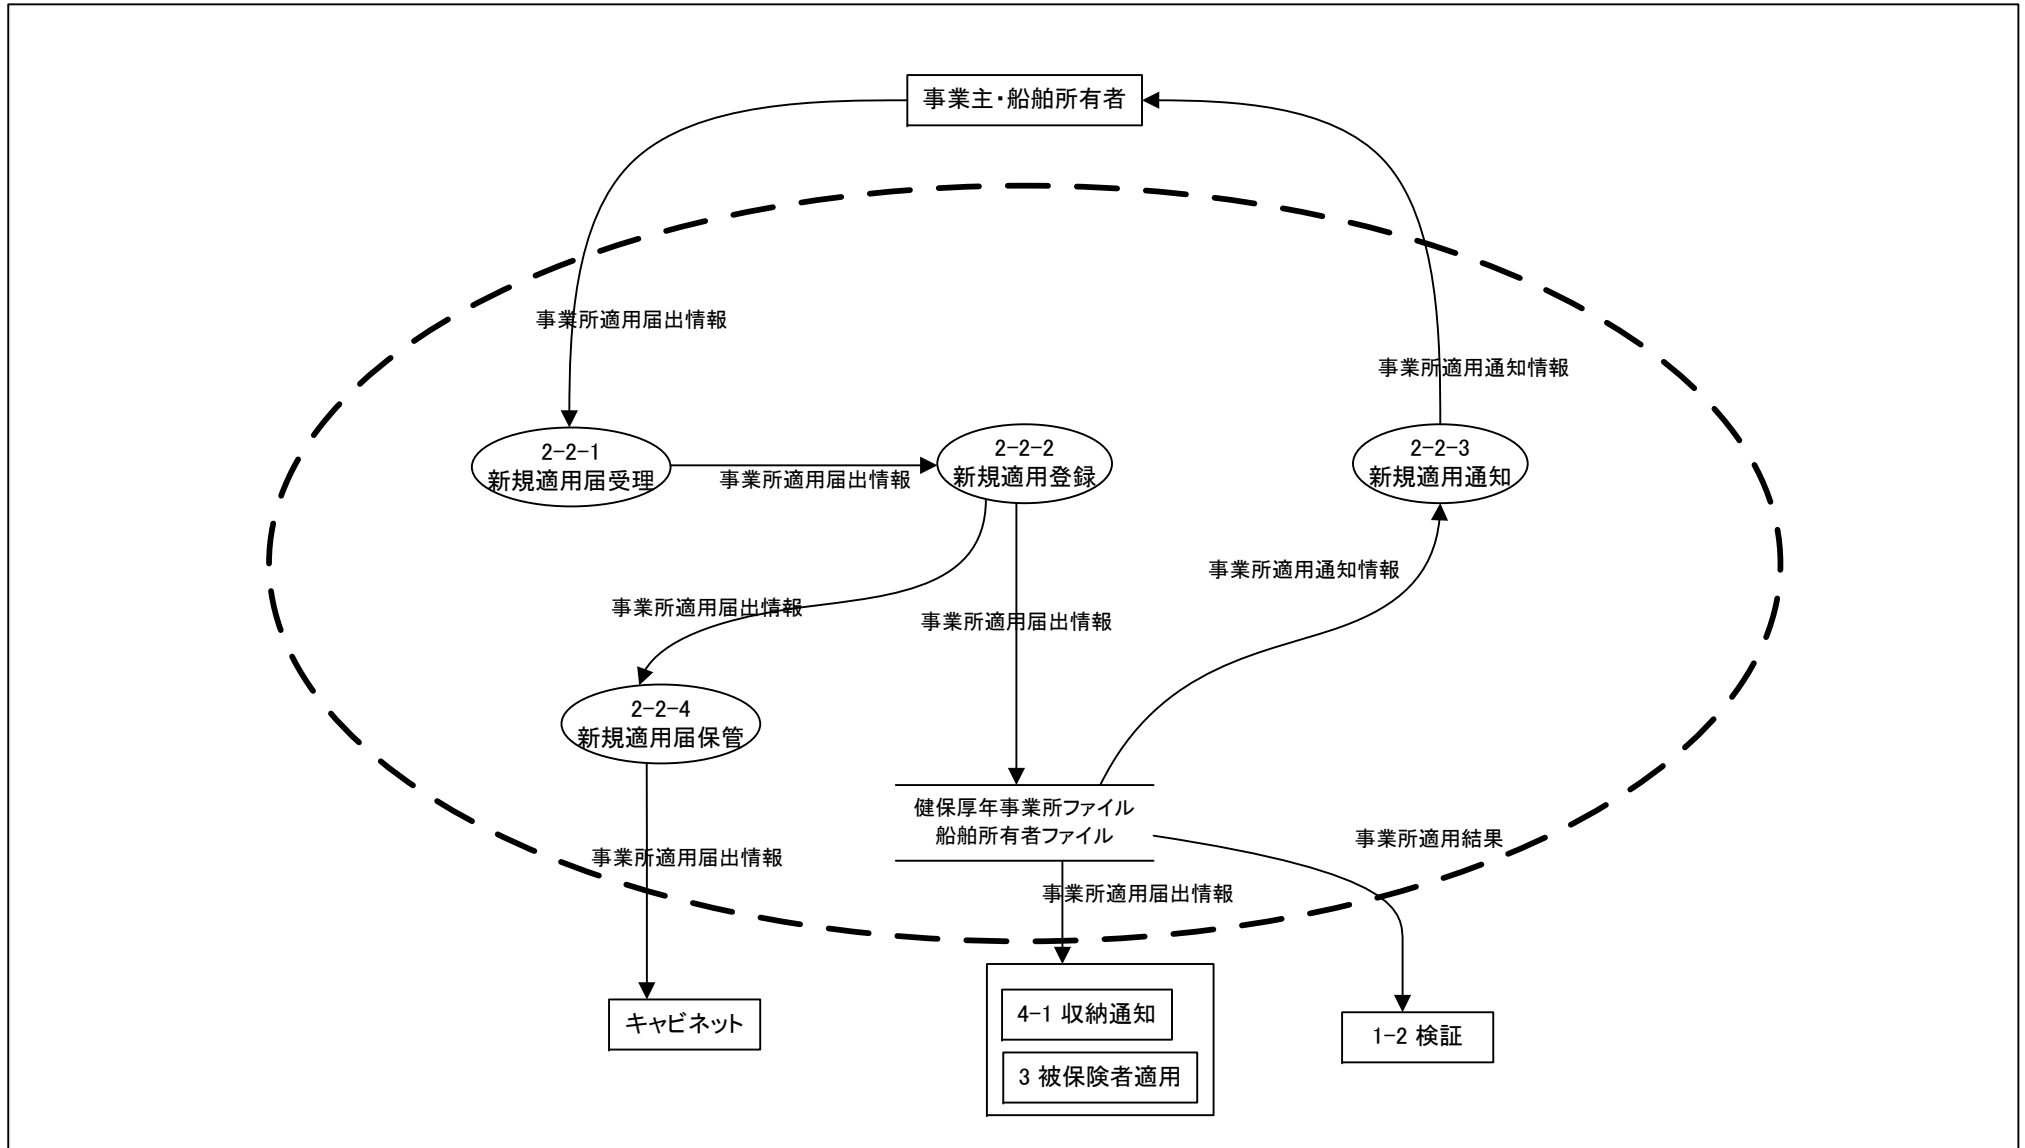 事業主・船舶所有者
事業所適用届出情報
事業所適用通知情報
2-2-1
新規適用届受理
事業所適用届出情報
2-2-2
新規適用登録
2-2-3
新規適用通知
事業所適用通知情報
事業所適用届出情報
事業所適用届出情報
2-2-4
新規適用届保管
健保厚年事業所ファイル
船舶所有者ファイル
事業所適用結果
事業所適用届出情報
事業所適用届出情報
キャビネット
4-1 収納通知
3 被保険者適用
1-2 検証